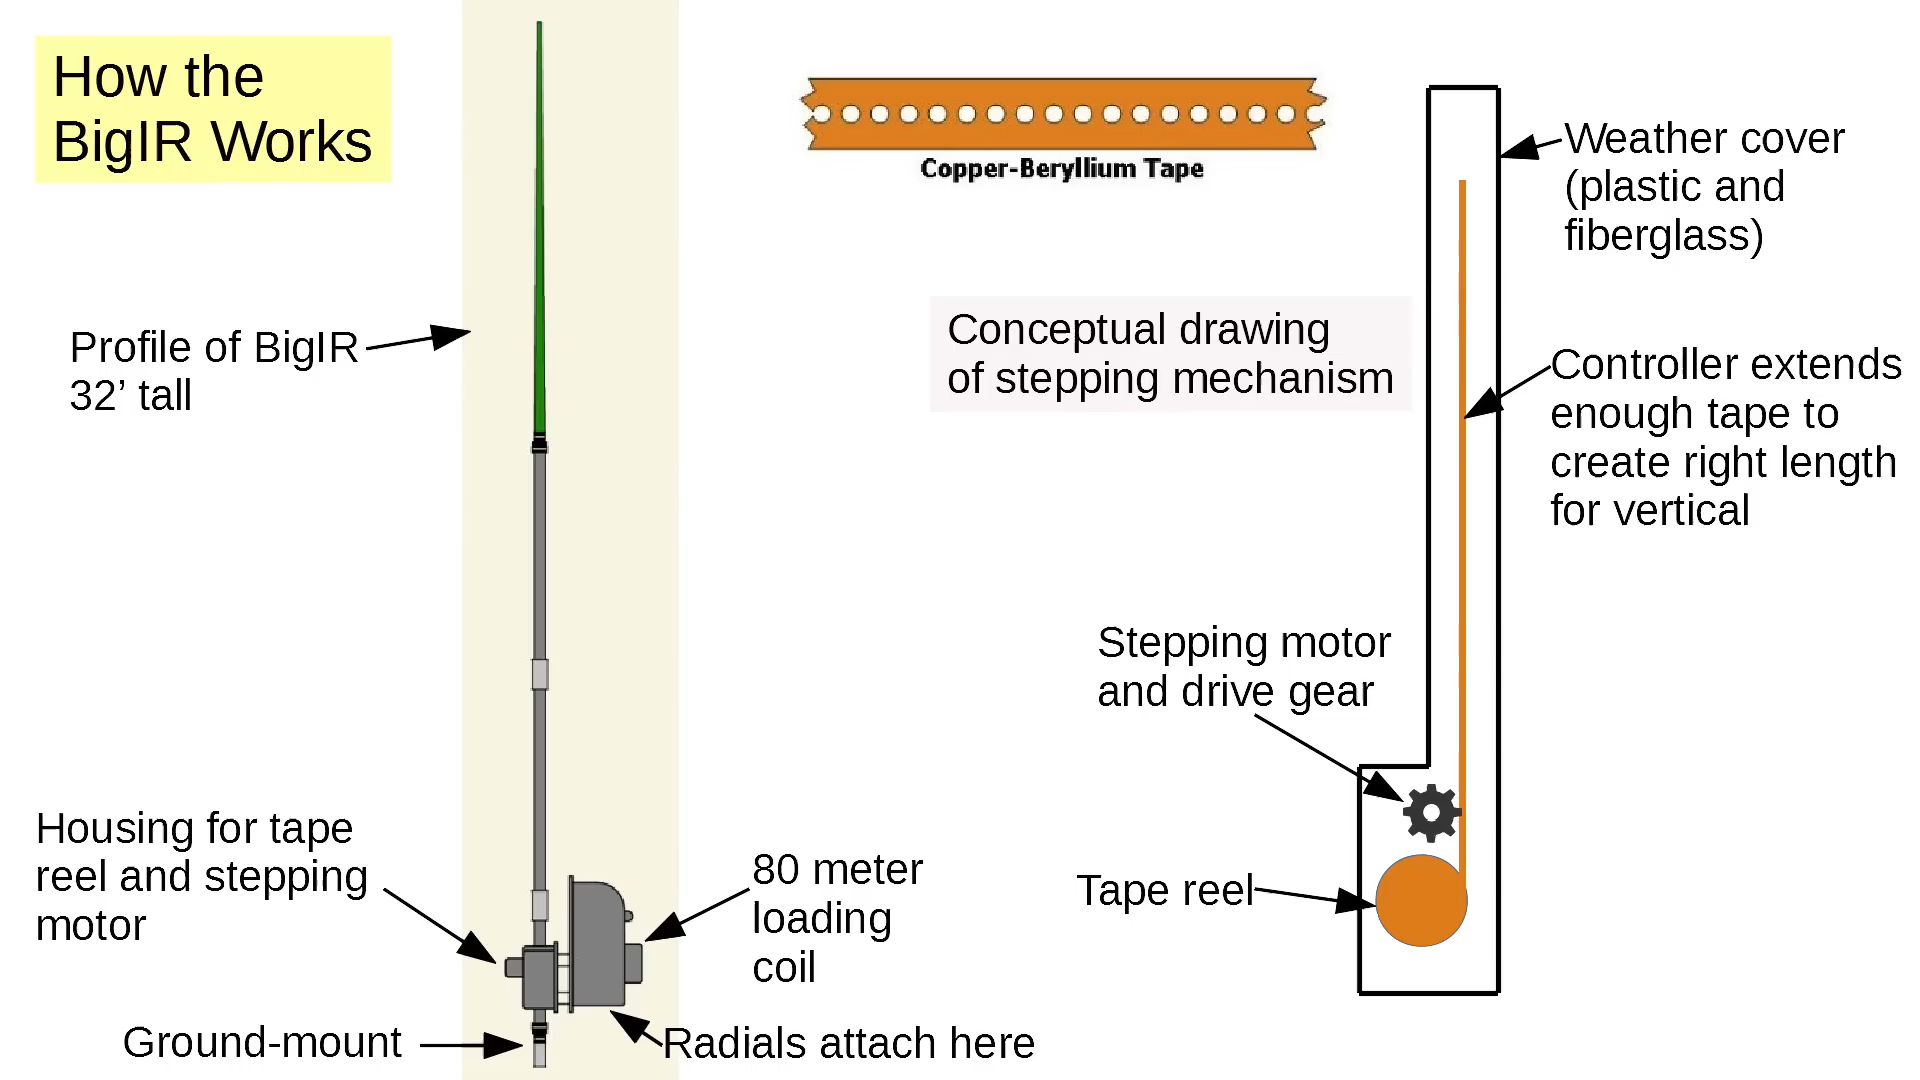 How the
BigIR Works
Copper-Beryllium Tape
Weather cover
(plastic and
fiberglass)
Profile of BigIR
32’ tall
Conceptual drawing
of stepping mechanism
Controller extends
enough tape to
create right length
for vertical
Stepping motor
and drive gear
Housing for tape
reel and stepping
motor
80 meter
loading
coil
Tape reel
Ground-mount
Radials attach here